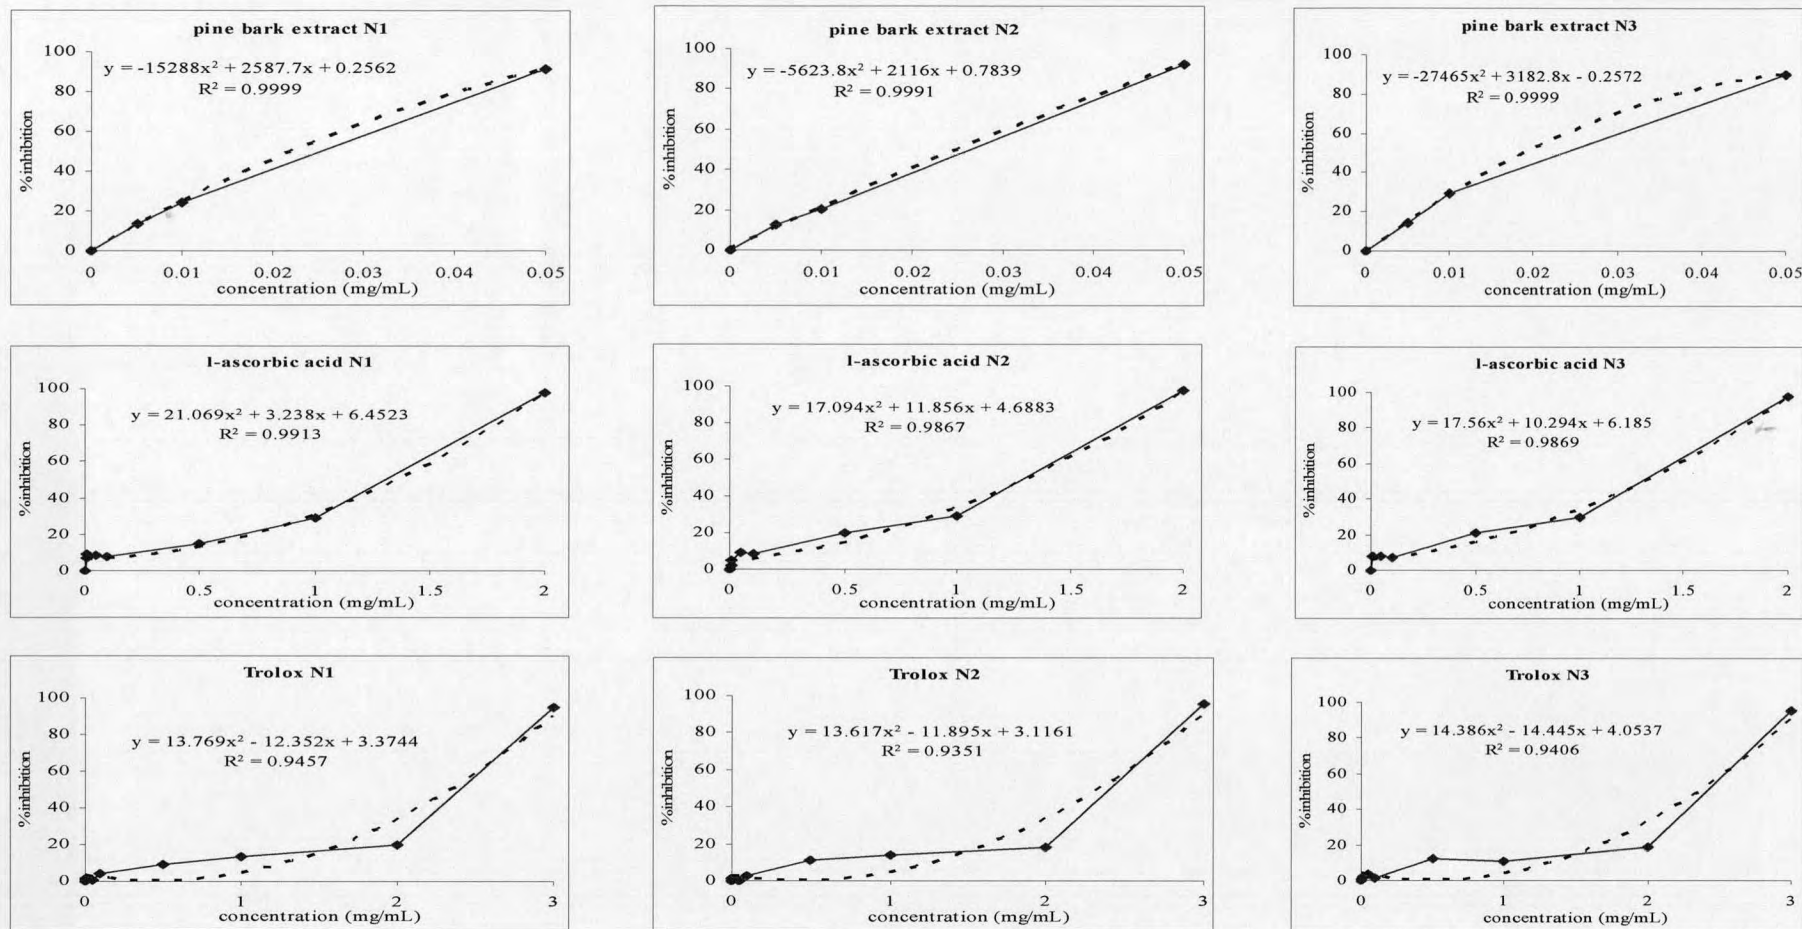 pine bark extract N1
y = -15288x² + 2587.7x + 0.2562
R² = 0.9999
100
80
60
40
20
0
%inhibition
0 0.01 0.02 0.03 0.04 0.05
concentration (mg/mL)
pine bark extract N2
y = -5623.8x² + 2116x + 0.7839
R² = 0.9991
100
80
60
40
20
0
%inhibition
0 0.01 0.02 0.03 0.04 0.05
concentration (mg/mL)
pine bark extract N3
y = -27465x² + 3182.8x - 0.2572
R² = 0.9999
100
80
60
40
20
0
%inhibition
0 0.01 0.02 0.03 0.04 0.05
concentration (mg/mL)
l-ascorbic acid N1
y = 21.069x² + 3.238x + 6.4523
R² = 0.9913
100
80
60
40
20
0
%inhibition
0 0.5 1 1.5 2
concentration (mg/mL)
l-ascorbic acid N2
y = 17.094x² + 11.856x + 4.6883
R² = 0.9867
100
80
60
40
20
0
%inhibition
0 0.5 1 1.5 2
concentration (mg/mL)
l-ascorbic acid N3
y = 17.56x² + 10.294x + 6.185
R² = 0.9869
100
80
60
40
20
0
%inhibition
0 0.5 1 1.5 2
concentration (mg/mL)
Trolox N1
y = 13.769x² - 12.352x + 3.3744
R² = 0.9457
100
80
60
40
20
0
%inhibition
0 1 2 3
concentration (mg/mL)
Trolox N2
y = 13.617x² - 11.895x + 3.1161
R² = 0.9351
100
80
60
40
20
0
%inhibition
0 1 2 3
concentration (mg/mL)
Trolox N3
y = 14.386x² - 14.445x + 4.0537
R² = 0.9406
100
80
60
40
20
0
%inhibition
0 1 2 3
concentration (mg/mL)